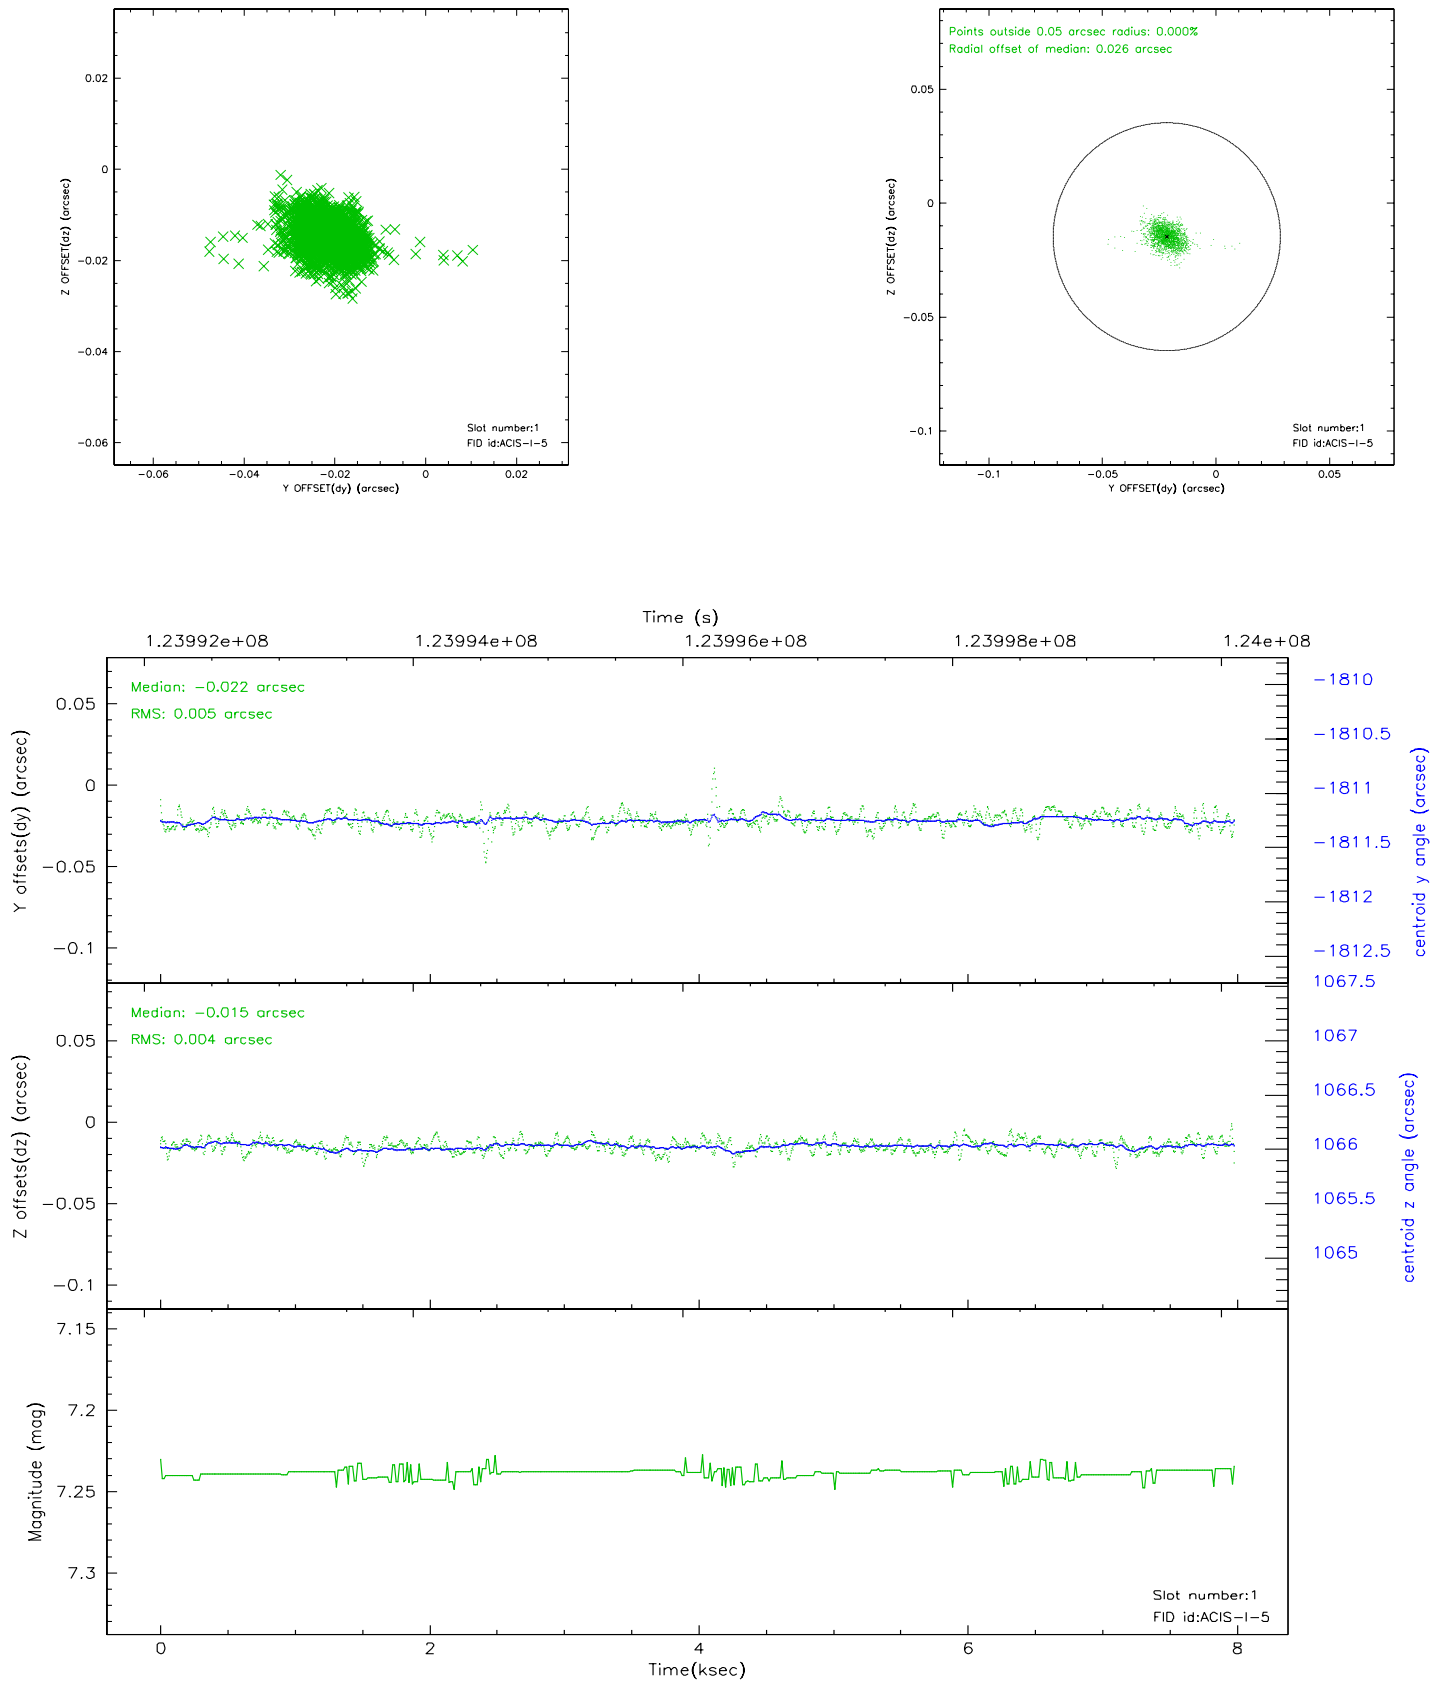 0.02
0
-0.02
-0.04
-0.06
Z OFFSET(dz) (arcsec)
Slot number:1
FID id:ACIS-I-5
-0.06 -0.04 -0.02 0 0.02
Y OFFSET(dy) (arcsec)
Points outside 0.05 arcsec radius: 0.000%
Radial offset of median: 0.026 arcsec
0.05
0
-0.05
-0.1
Z OFFSET(dz) (arcsec)
Slot number:1
FID id:ACIS-I-5
-0.1 -0.05 0 0.05
Y OFFSET(dy) (arcsec)
Time (s)
1.23992e+08 1.23994e+08 1.23996e+08 1.23998e+08 1.24e+08
Median: -0.022 arcsec
RMS: 0.005 arcsec
0.05
0
-0.05
-0.1
Y offsets(dy) (arcsec)
-1810
-1810.5
-1811
-1811.5
-1812
-1812.5
centroid y angle (arcsec)
Median: -0.015 arcsec
RMS: 0.004 arcsec
0.05
0
-0.05
-0.1
Z offsets(dz) (arcsec)
1067.5
1067
1066.5
1066
1065.5
1065
centroid z angle (arcsec)
7.15
7.2
7.25
7.3
Magnitude (mag)
Slot number:1
FID id:ACIS-I-5
0 2 4 6 8
Time(ksec)